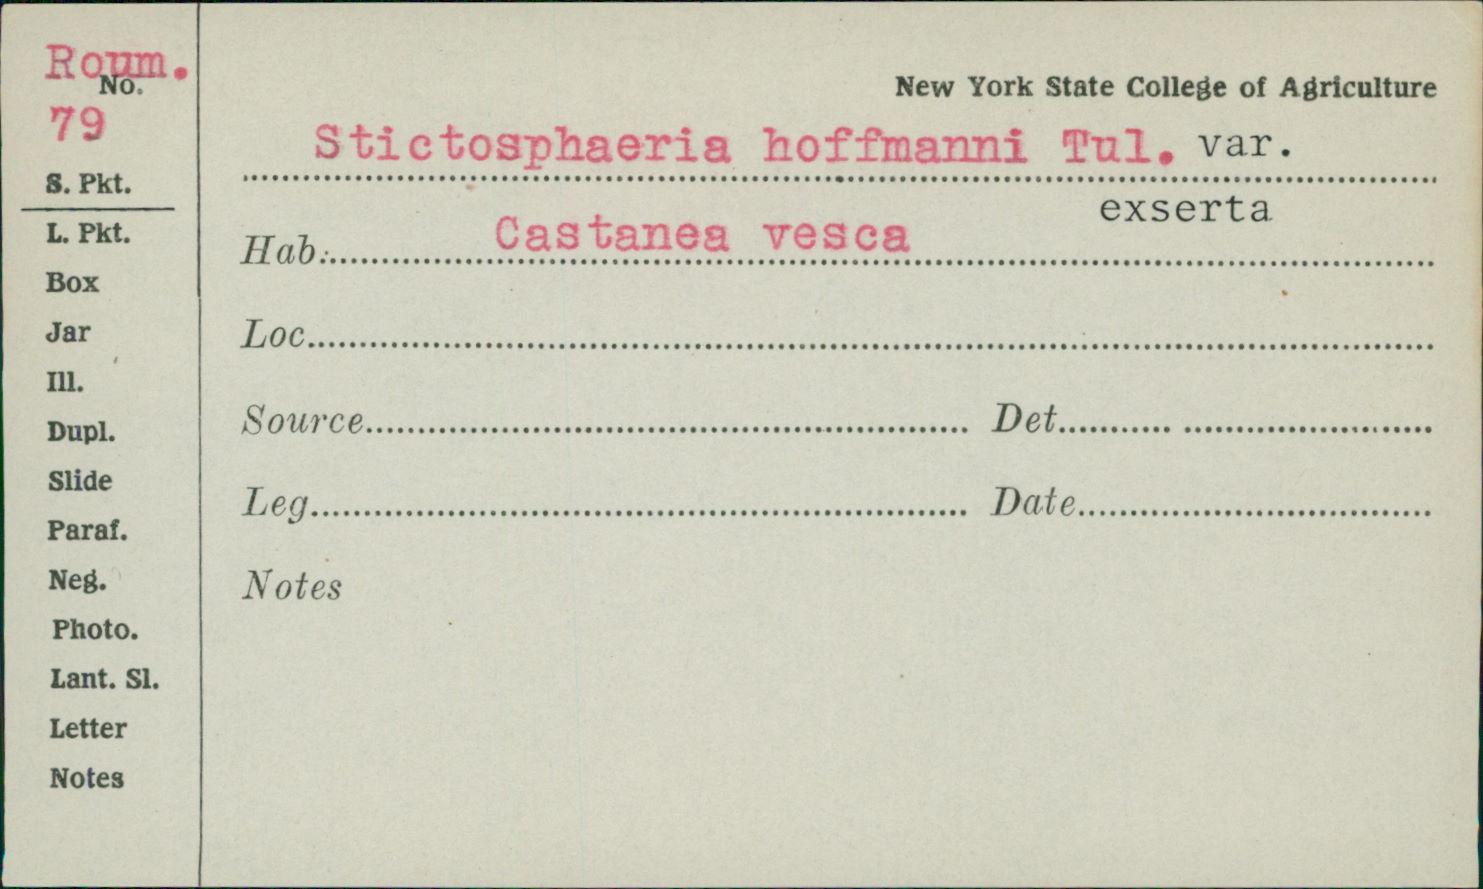 Roum.
No.
79
S. Pkt.
L. Pkt.
Box
Jar
Ill.
Dupl.
Slide
Paraf.
Neg.
Photo.
Lant. Sl.
Letter
Notes
New York State College of Agriculture
Stictosphaeria hoffmanni Tul. var.
exserta
Hab. Castanea vesca
Loc.
Source Det.
Leg. Date
Notes